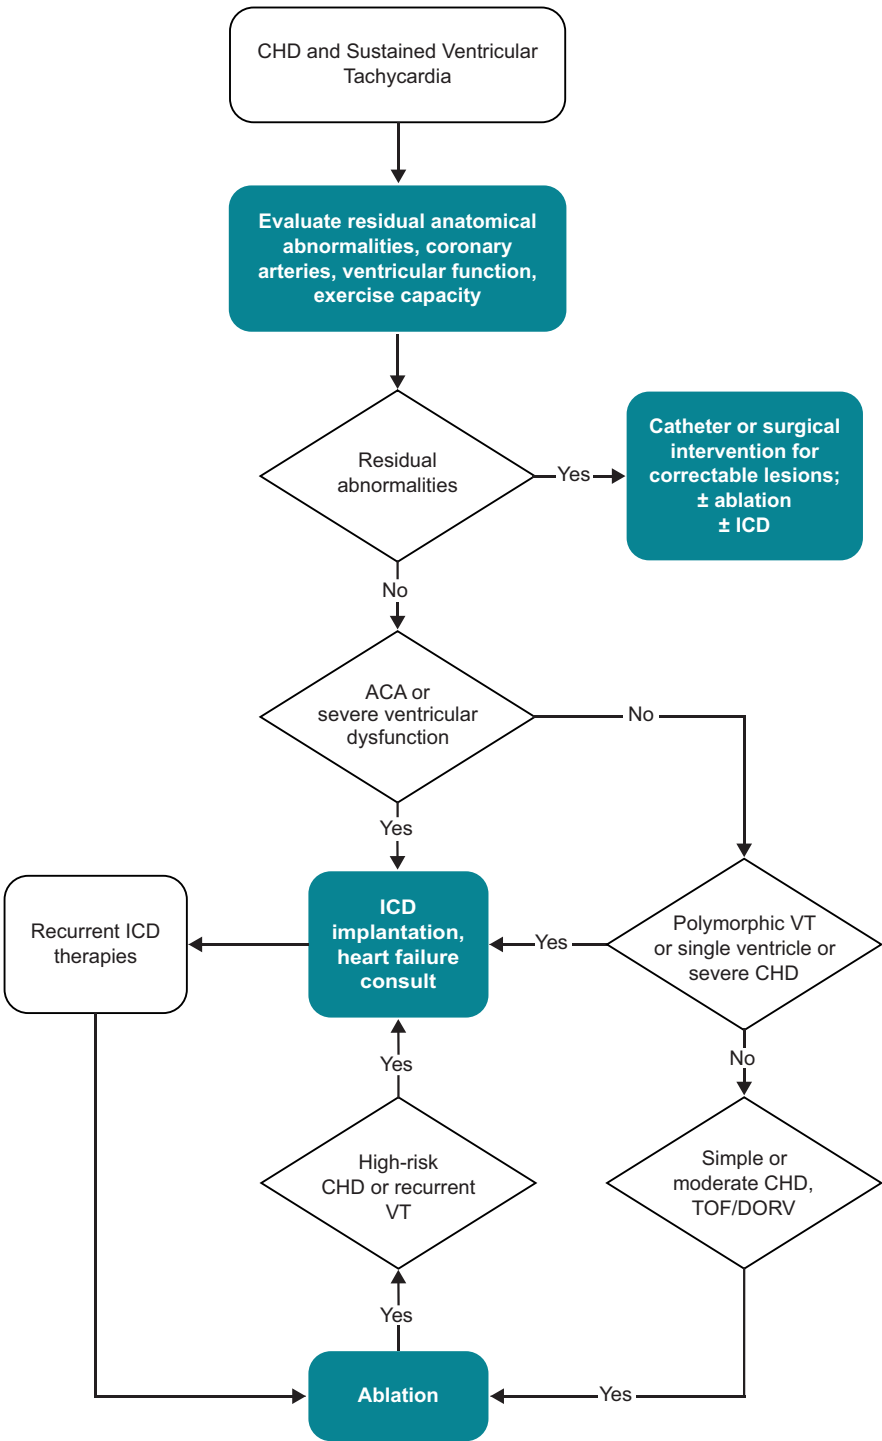 CHD and Sustained Ventricular
Tachycardia
Evaluate residual anatomical
abnormalities, coronary
arteries, ventricular function,
exercise capacity
Residual
abnormalities
Yes
Catheter or surgical
intervention for
correctable lesions;
± ablation
± ICD
No
ACA or
severe ventricular
dysfunction
No
Yes
Recurrent ICD
therapies
ICD
implantation,
heart failure
consult
Yes
Polymorphic VT
or single ventricle or
severe CHD
Yes
No
High-risk
CHD or recurrent
VT
Simple or
moderate CHD,
TOF/DORV
Yes
Ablation
Yes